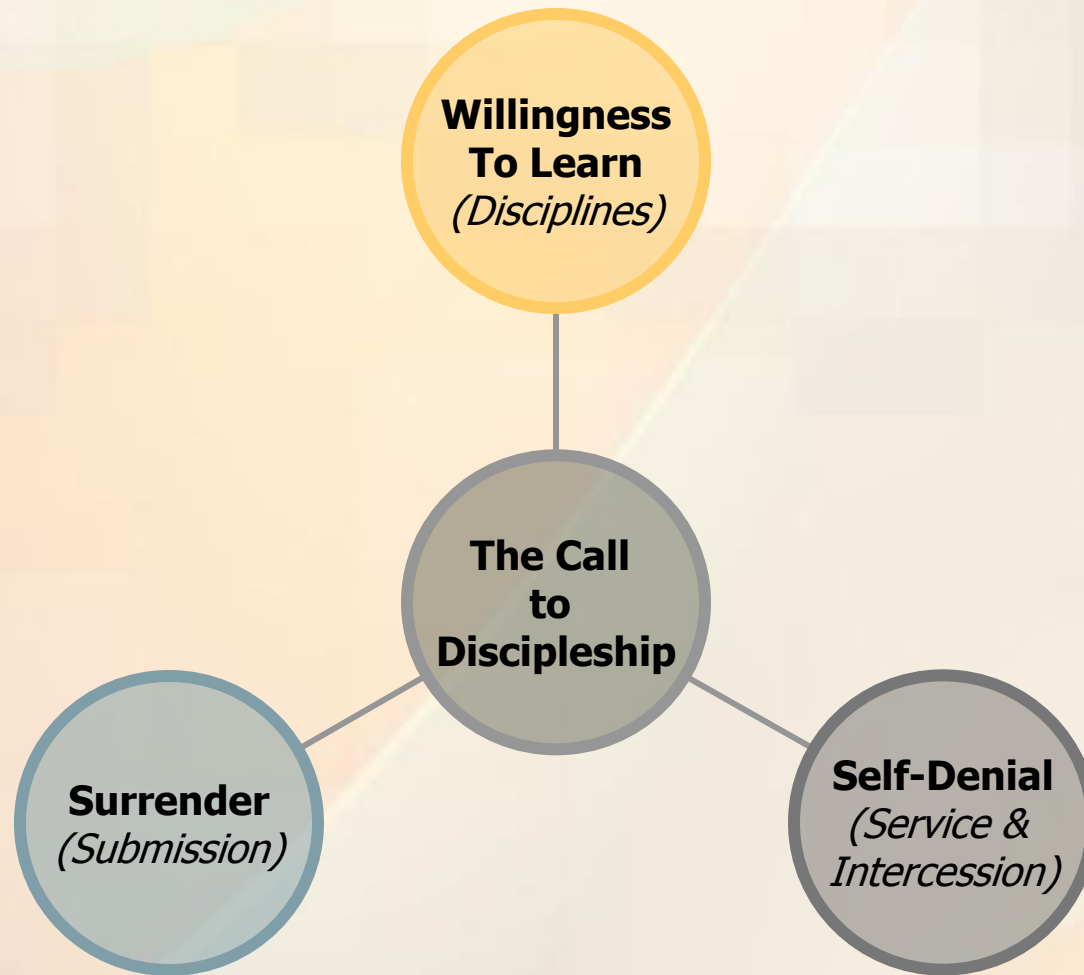 Willingness
To Learn
(Disciplines)
The Call
to
Discipleship
Surrender
(Submission)
Self-Denial
(Service &
Intercession)